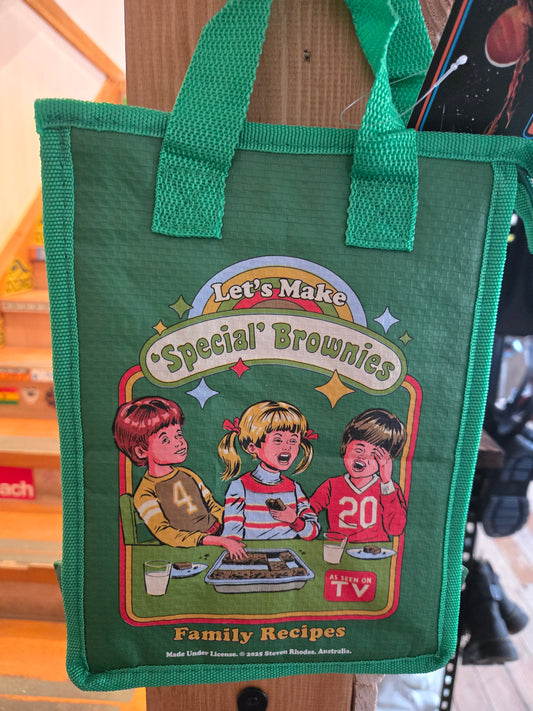 Let's Make
'Special' Brownies
4
20
AS SEEN ON
TV
Family Recipes
Made Under License. © 2025 Steven Rhodes. Australia.